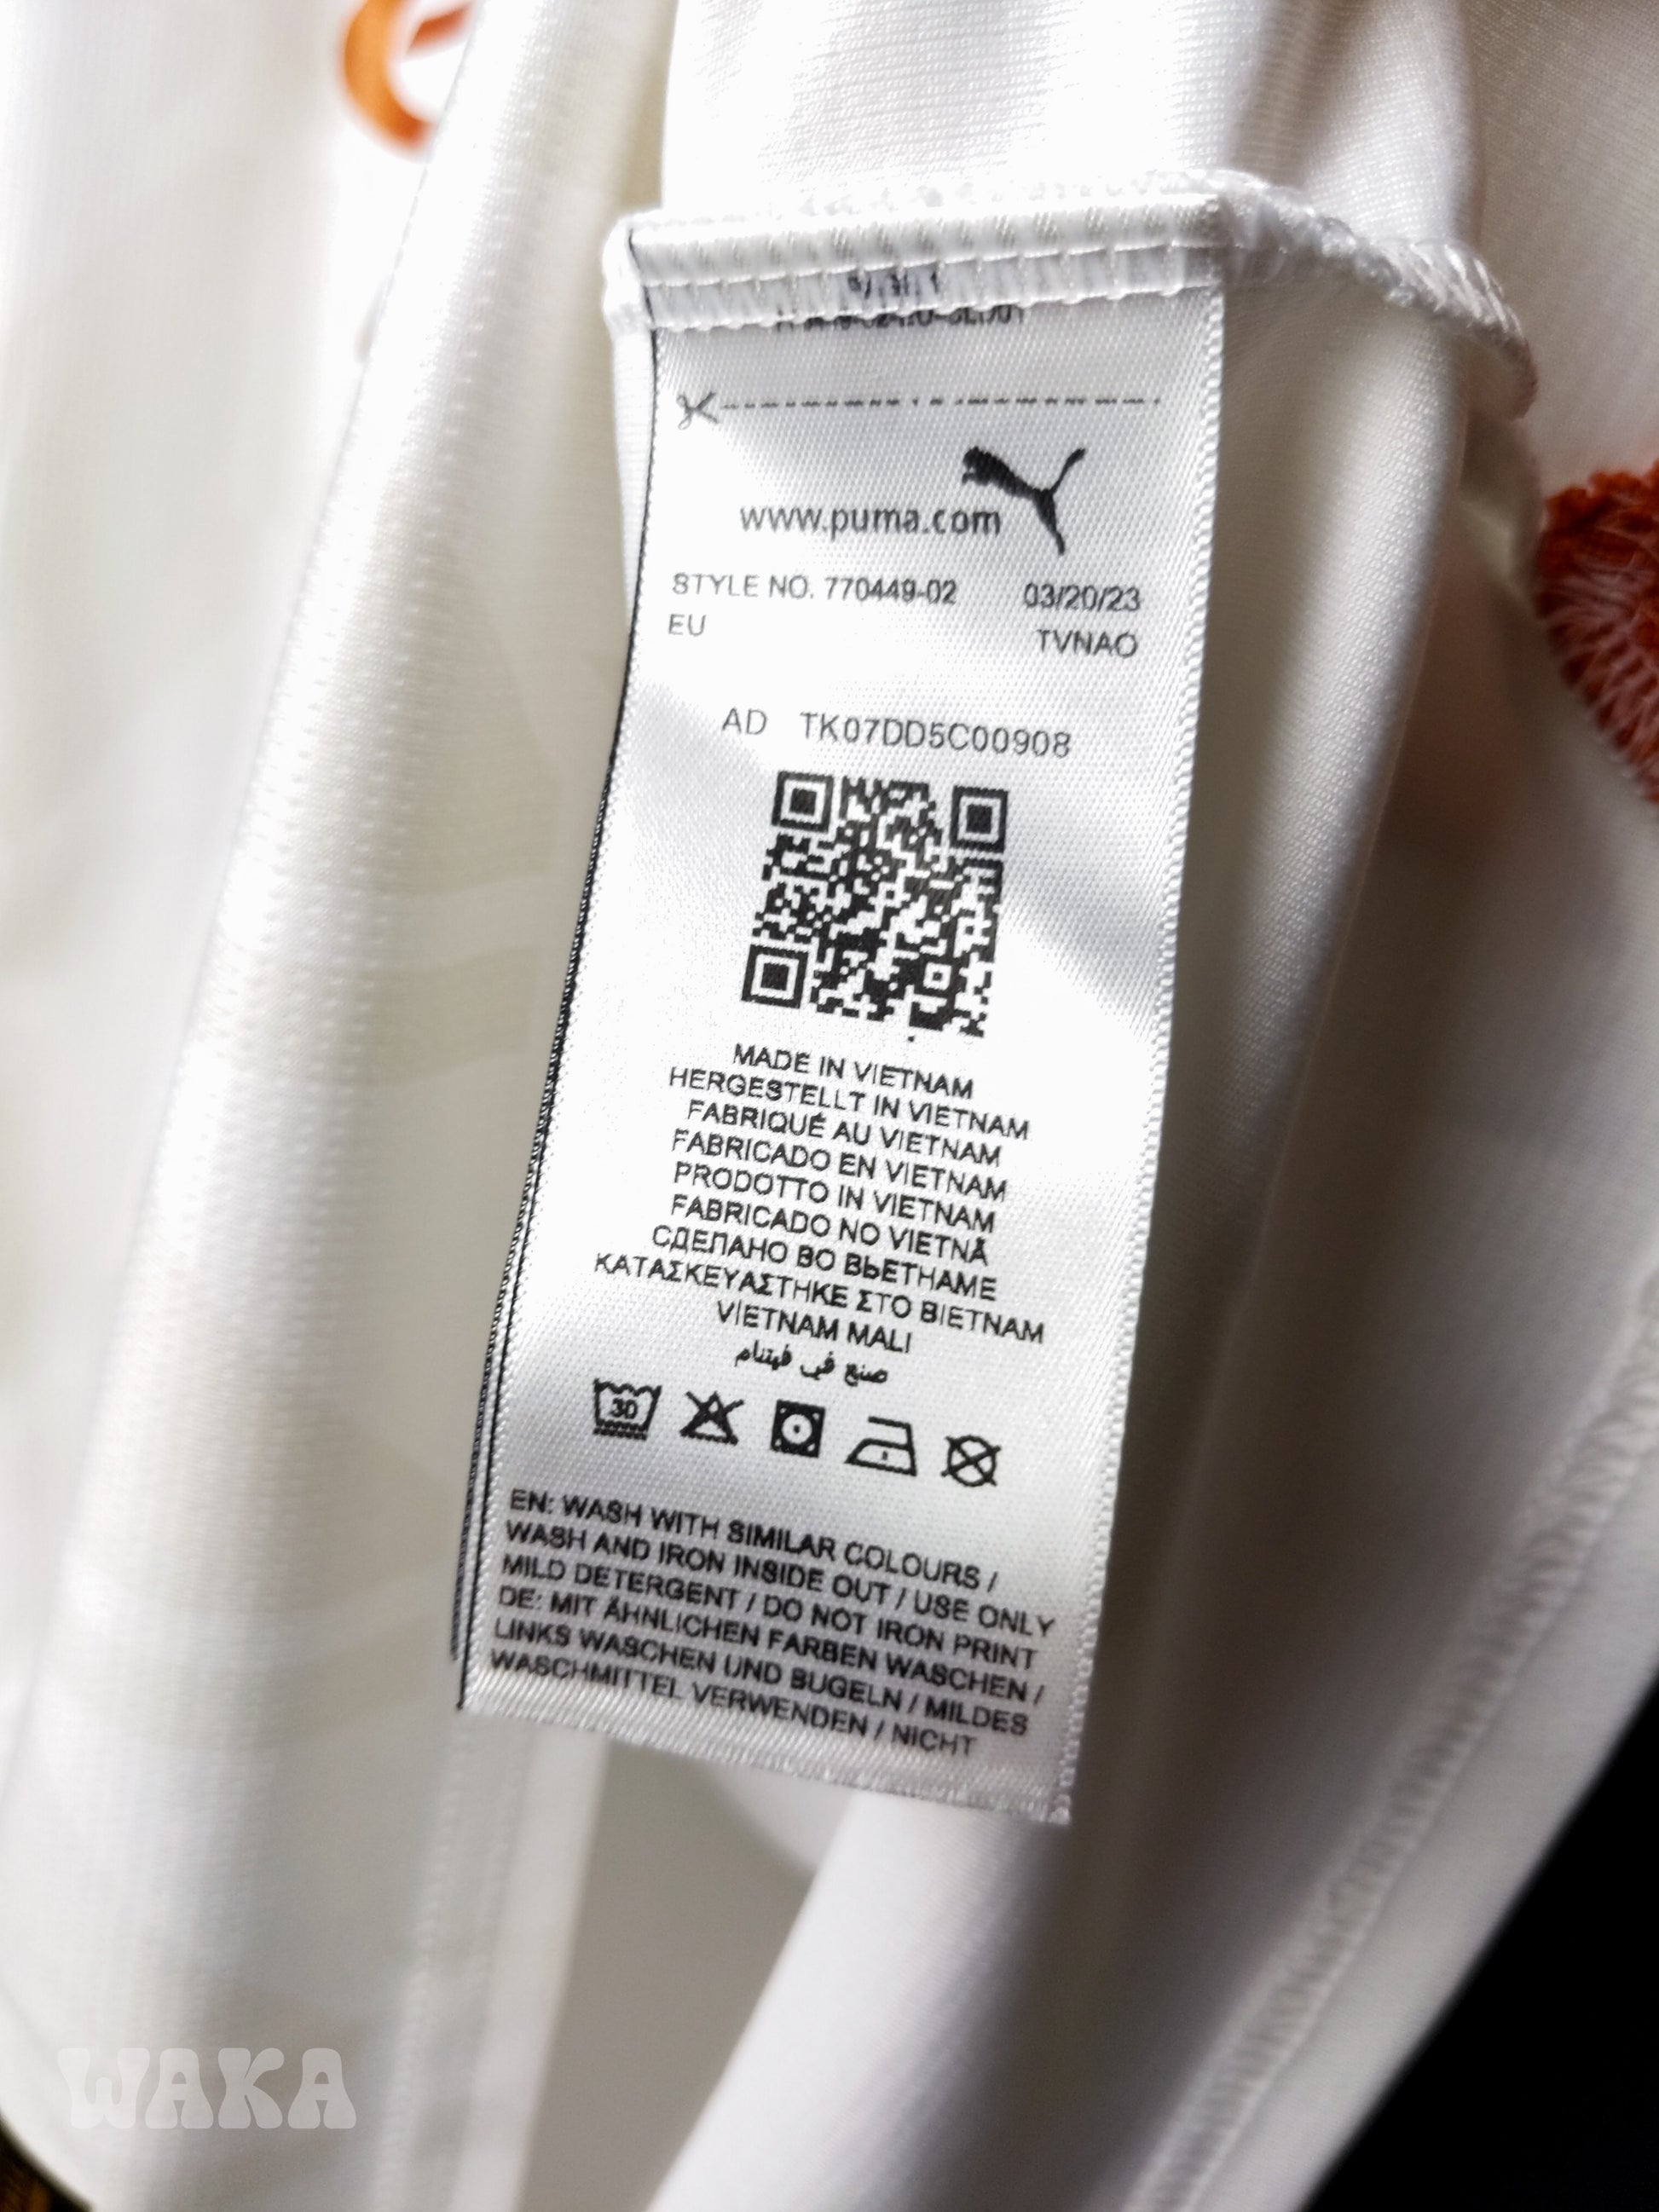 www.puma.com
STYLE NO. 770449-02 03/20/23
EU TVNAO
AD TK07DD5C00908
MADE IN VIETNAM
HERGESTELLT IN VIETNAM
FABRIQUÉ AU VIETNAM
FABRICADO EN VIETNAM
PRODOTTO IN VIETNAM
FABRICADO NO VIETNÃ
СДЕЛАНО ВО ВЬЕТНАМЕ
ΚΑΤΑΣΚΕΥΑΣΤΗΚΕ ΣΤΟ ΒΙΕΤΝΑΜ
VIETNAM MALI
صنع في فيتنام
30
EN: WASH WITH SIMILAR COLOURS /
WASH AND IRON INSIDE OUT / USE ONLY
MILD DETERGENT / DO NOT IRON PRINT
DE: MIT ÄHNLICHEN FARBEN WASCHEN /
LINKS WASCHEN UND BÜGELN / MILDES
WASCHMITTEL VERWENDEN / NICHT
WAKA